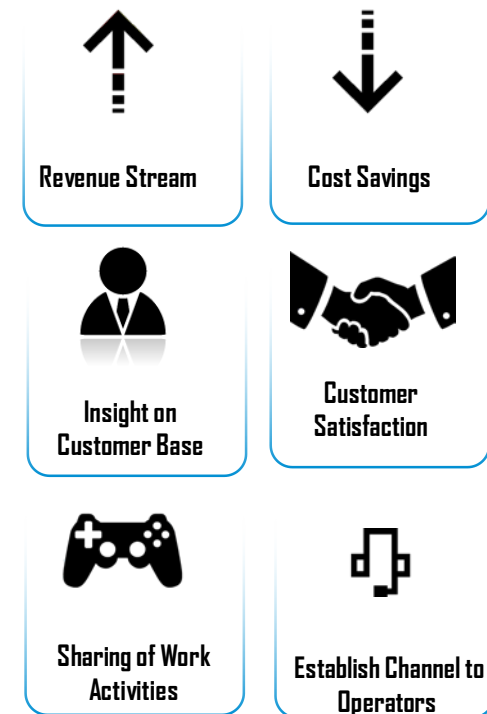 Revenue Stream
Cost Savings
Insight on
Customer Base
Customer
Satisfaction
Sharing of Work
Activities
Establish Channel to
Operators